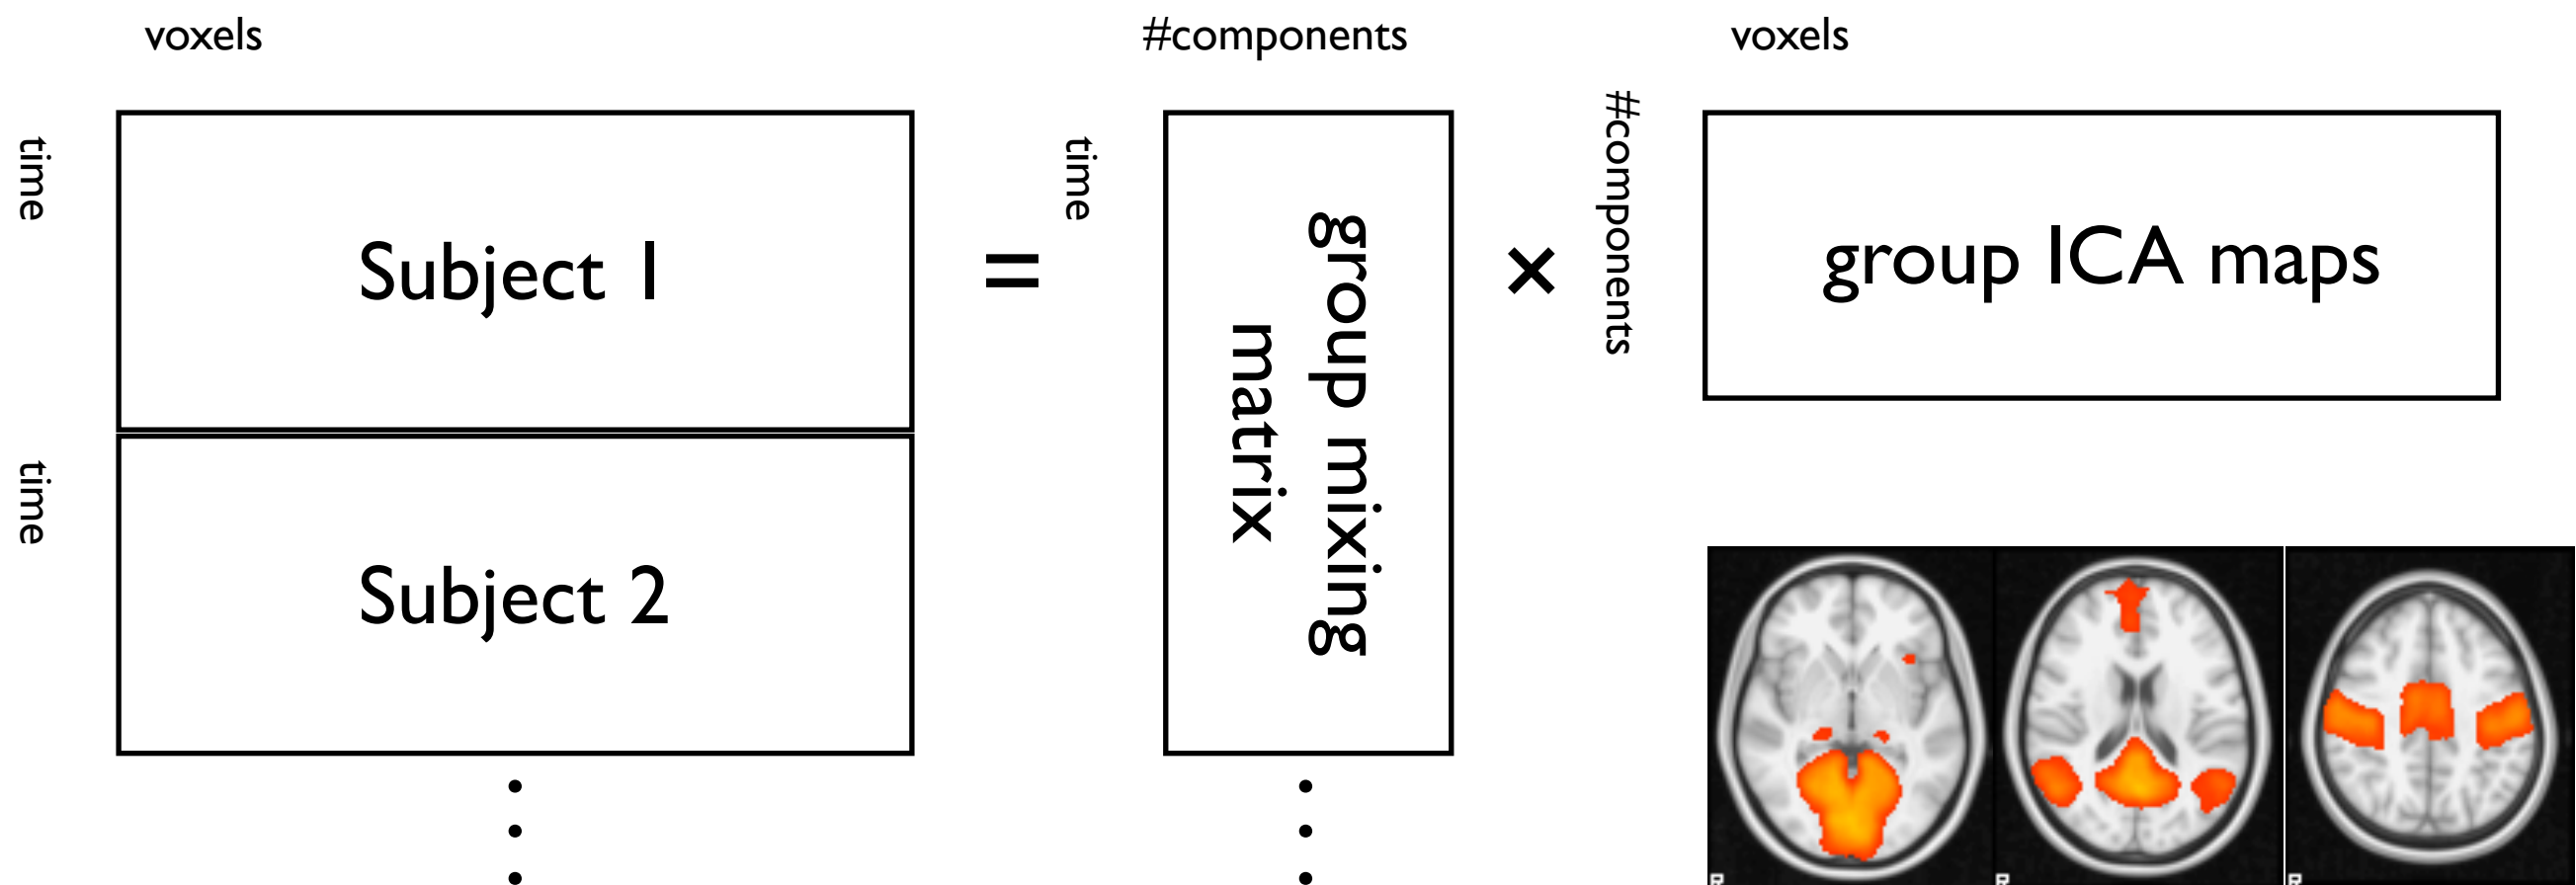 voxels
#components
voxels
time
Subject 1
=
time
group mixing
matrix
×
#components
group ICA maps
time
Subject 2
R
R
R